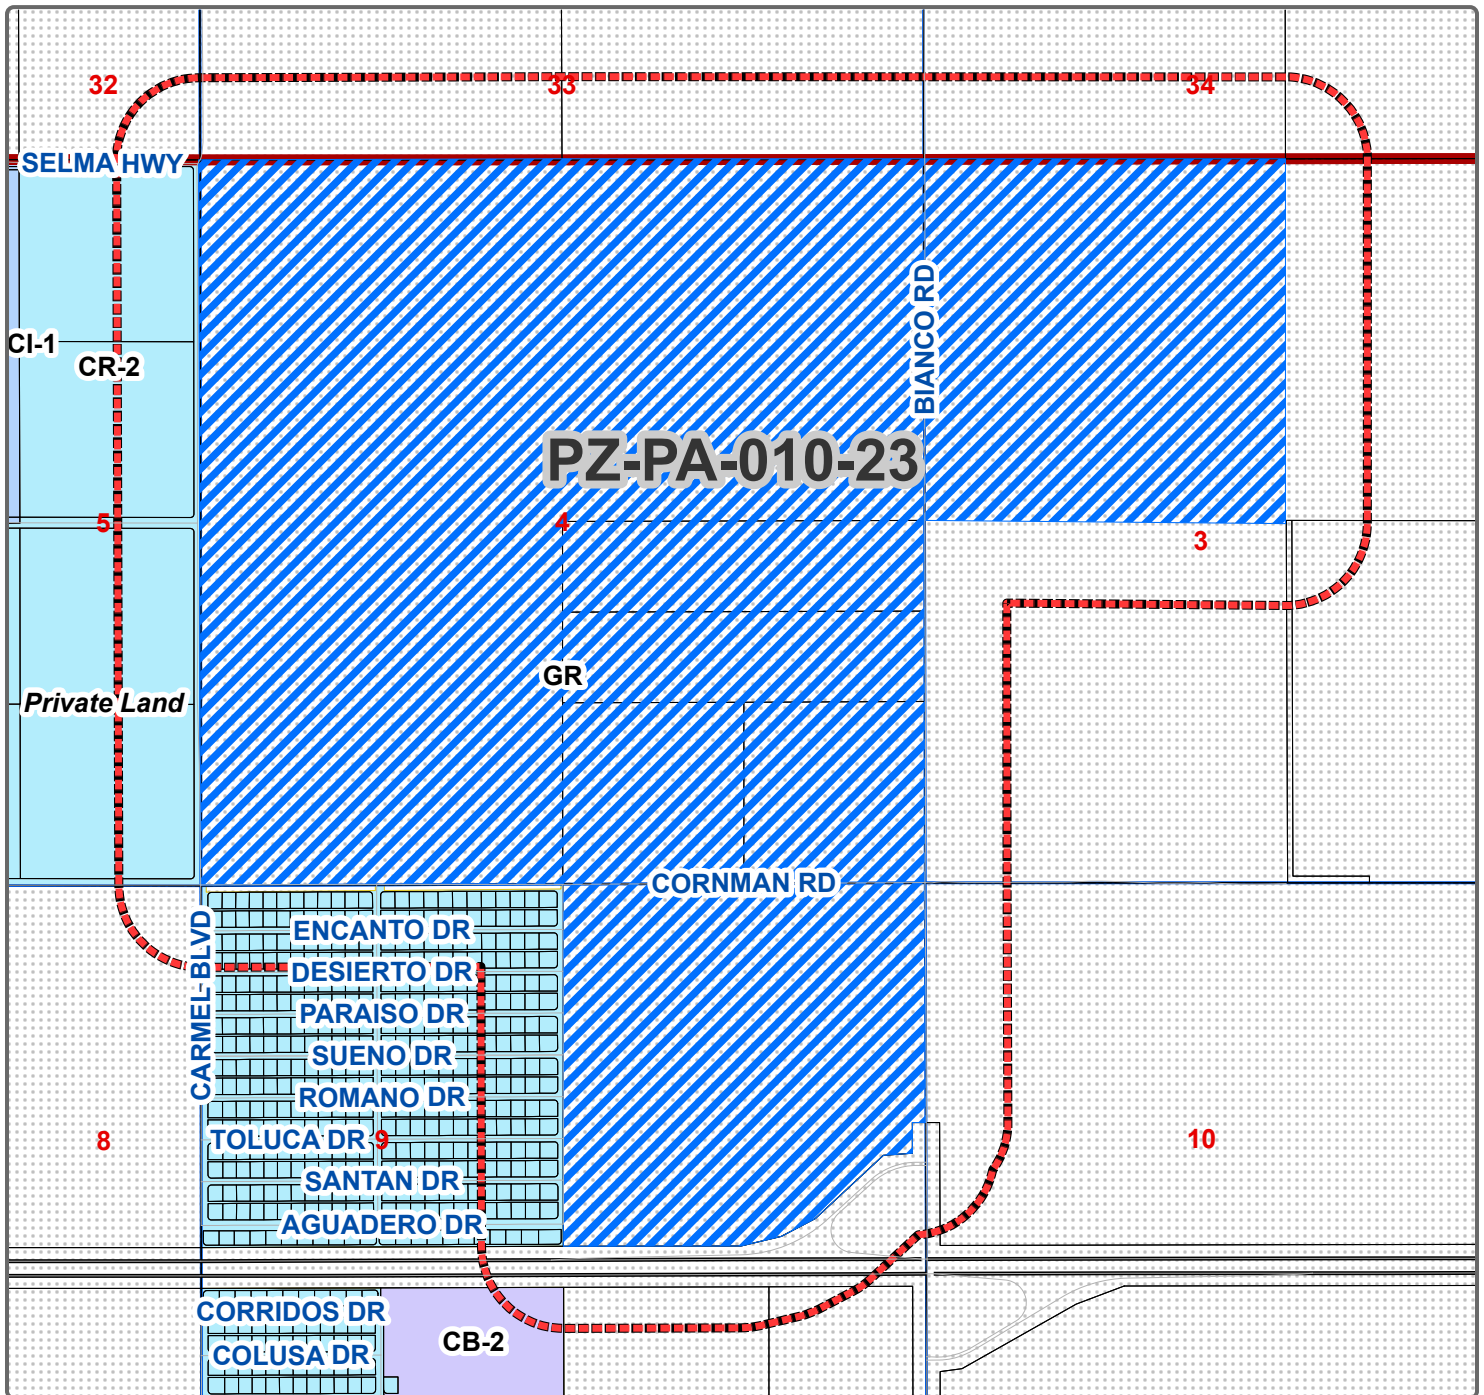 32
33
34
SELMA HWY
BIANCO RD
CI-1
CR-2
PZ-PA-010-23
5
4
3
GR
Private Land
CORNMAN RD
CARMEL BLVD
ENCANTO DR
DESIERTO DR
PARAISO DR
SUENO DR
ROMANO DR
8
TOLUCA DR
9
10
SANTAN DR
AGUADERO DR
CORRIDOS DR
CB-2
COLUSA DR